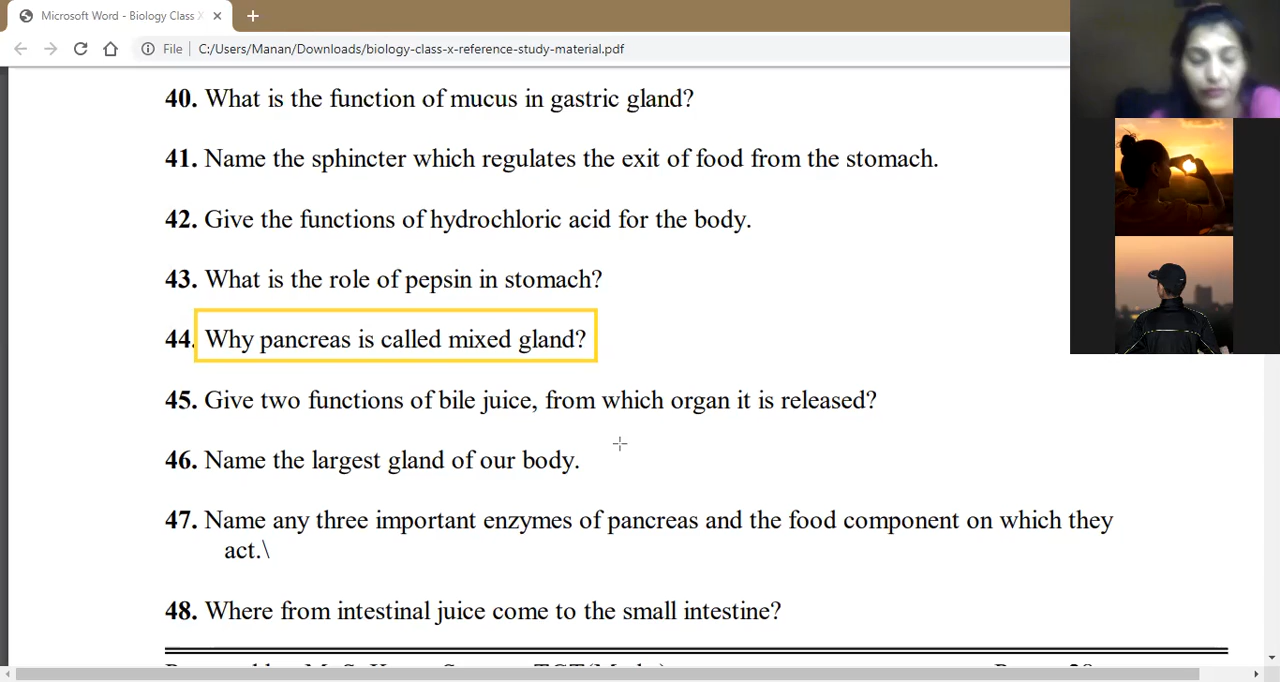 Microsoft Word - Biology Class X
File
C:/Users/Manan/Downloads/biology-class-x-reference-study-material.pdf
40. What is the function of mucus in gastric gland?
41. Name the sphincter which regulates the exit of food from the stomach.
42. Give the functions of hydrochloric acid for the body.
43. What is the role of pepsin in stomach?
44. Why pancreas is called mixed gland?
45. Give two functions of bile juice, from which organ it is released?
46. Name the largest gland of our body.
47. Name any three important enzymes of pancreas and the food component on which they
act.\
48. Where from intestinal juice come to the small intestine?